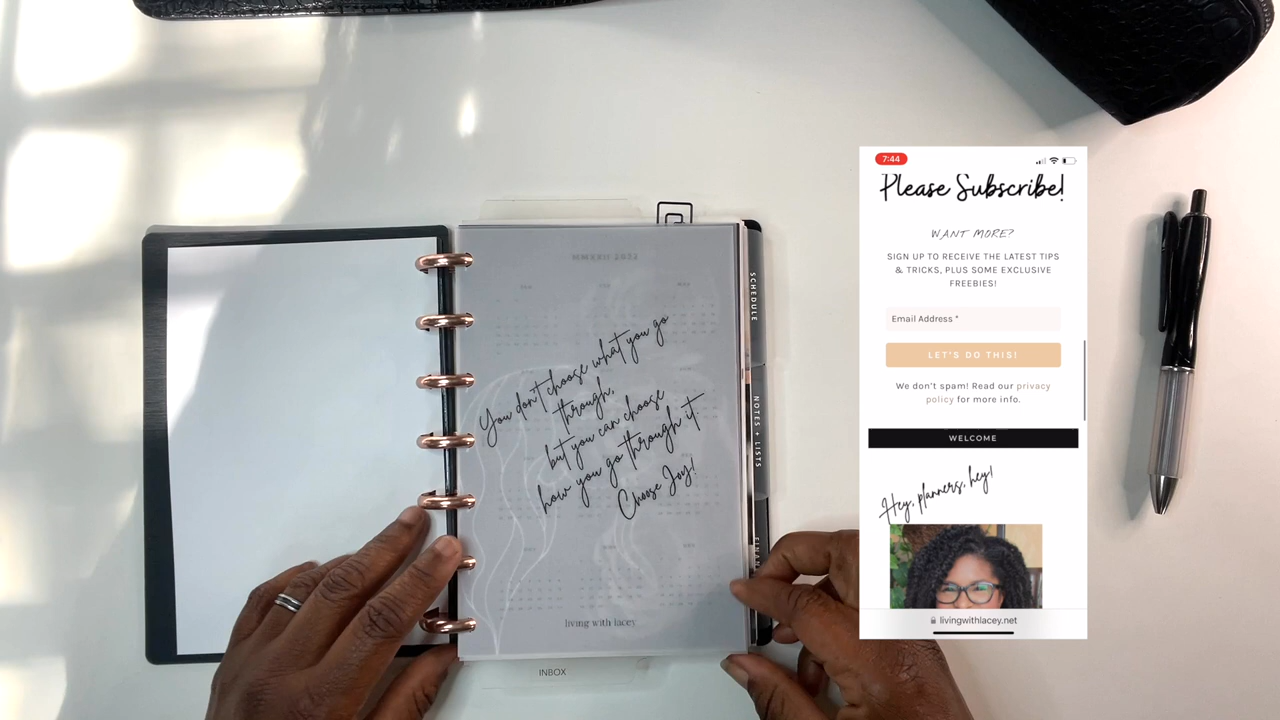 You don't choose what you go
through,
but you can choose
how you go through it
Choose Joy!
living with lacey
INBOX
SCHEDULE
NOTES + LISTS
7:44
Please Subscribe!
WANT MORE?
SIGN UP TO RECEIVE THE LATEST TIPS
& TRICKS, PLUS SOME EXCLUSIVE
FREEBIES!
Email Address *
LET'S DO THIS!
We don't spam! Read our privacy
policy for more info.
WELCOME
Hey, planners, hey!
livingwithlacey.net